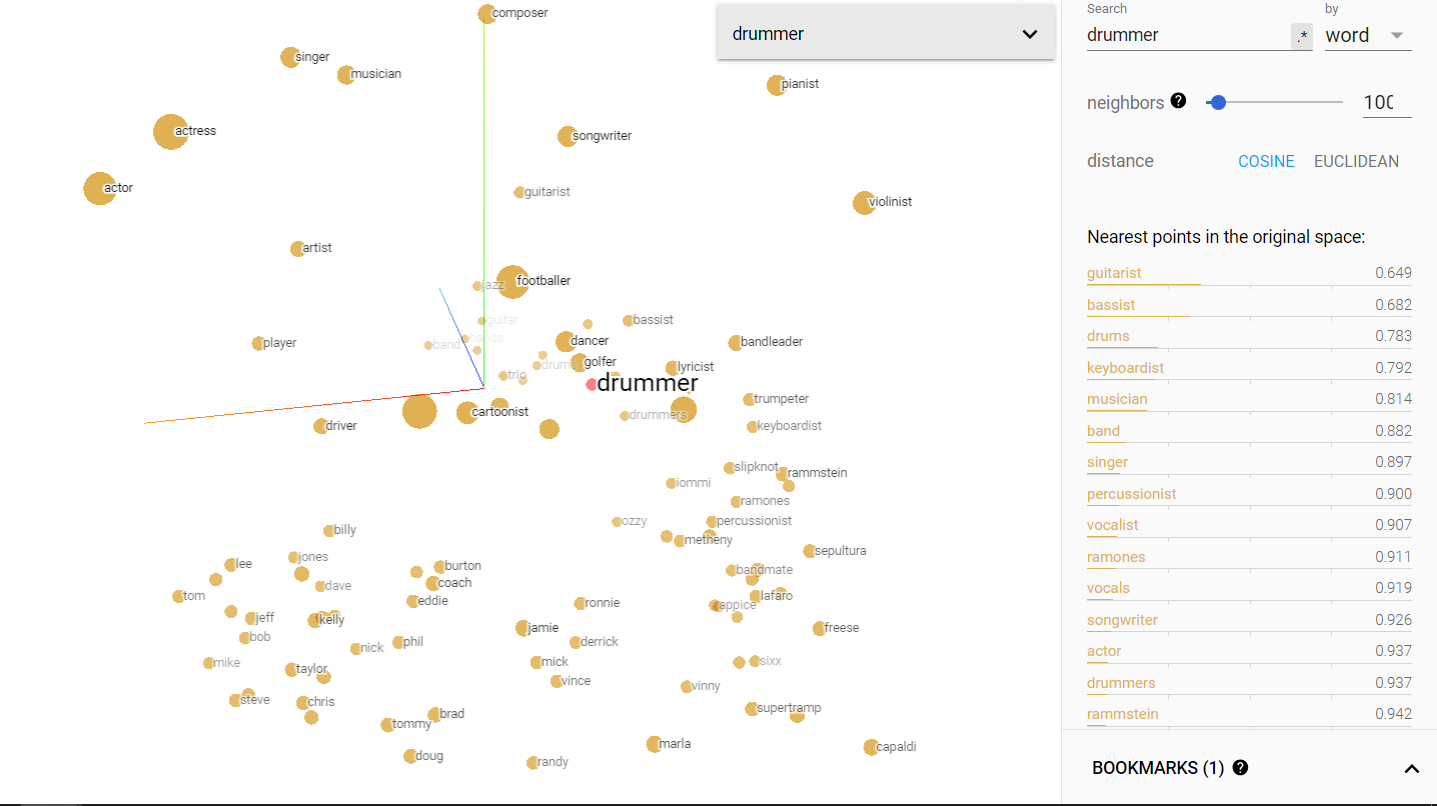 composer
singer
musician
actress
actor
pianist
songwriter
guitarist
violinist
artist
footballer
jazz
guitar
bands
band
player
bassist
dancer
golfer
bandleader
lyricist
drums
trio
drummer
cartoonist
drummers
trumpeter
keyboardist
driver
slipknot
rammstein
iommi
ramones
ozzy
percussionist
metheny
sepultura
billy
jones
lee
burton
coach
dave
tom
eddie
bandmate
lafaro
appice
ronnie
jeff
kelly
jamie
freese
bob
nick
phil
derrick
mike
taylor
mick
sixx
vince
vinny
steve
chris
brad
tommy
supertramp
doug
randy
marla
capaldi
drummer
Search
by
drummer .* word
neighbors 100
distance COSINE EUCLIDEAN
Nearest points in the original space:
guitarist 0.649
bassist 0.682
drums 0.783
keyboardist 0.792
musician 0.814
band 0.882
singer 0.897
percussionist 0.900
vocalist 0.907
ramones 0.911
vocals 0.919
songwriter 0.926
actor 0.937
drummers 0.937
rammstein 0.942
BOOKMARKS (1)